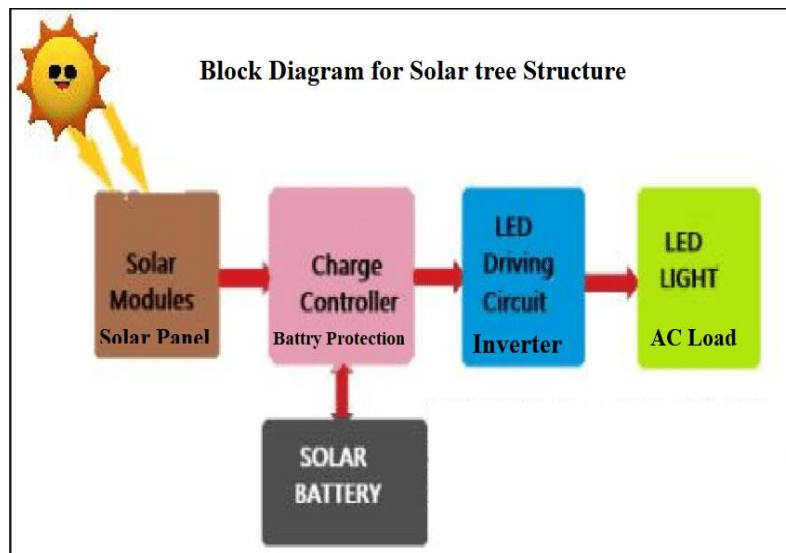 Block Diagram for Solar tree Structure
Solar
Modules
Solar Panel
Charge
Controller
Battry Protection
LED
Driving
Circuit
Inverter
LED
LIGHT
AC Load
SOLAR
BATTERY